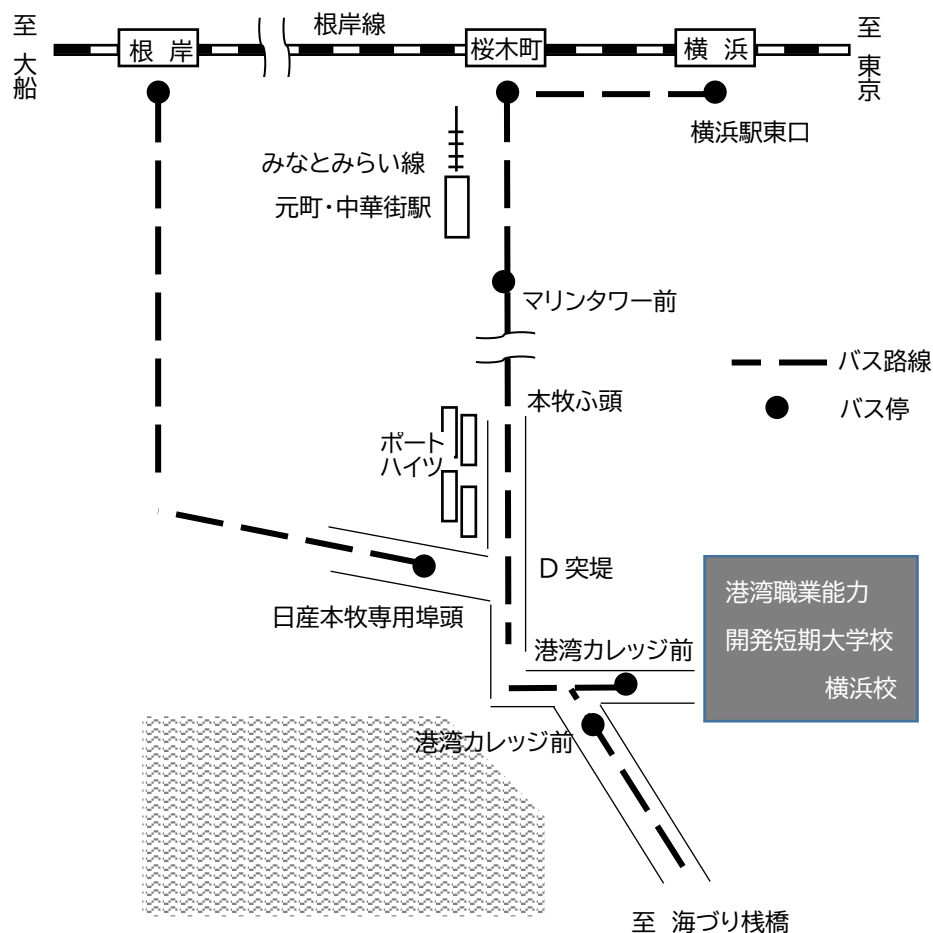 至 大船
根岸線
至 東京
根 岸
桜木町
横 浜
横浜駅東口
みなとみらい線
元町・中華街駅
マリンタワー前
バス路線
バス停
本牧ふ頭
ポート
ハイツ
D 突堤
日産本牧専用埠頭
港湾職業能力
開発短期大学校
横浜校
港湾カレッジ前
港湾カレッジ前
至 海づり桟橋